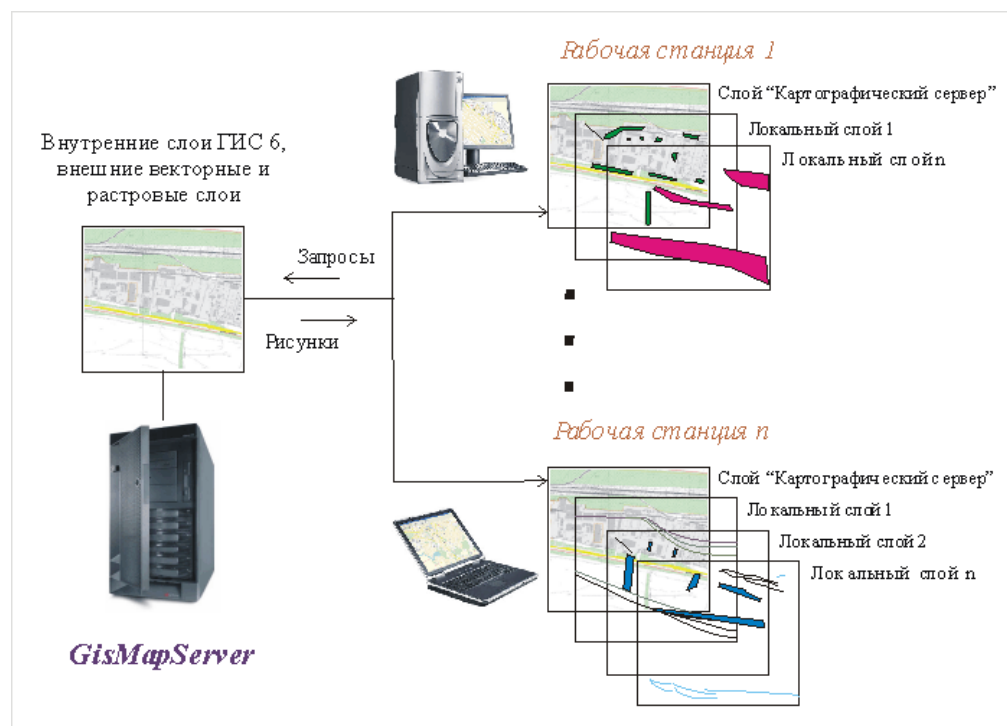 Рабочая станция 1
Слой “Картографический сервер”
Локальный слой 1
Локальный слой n
Внутренние слои ГИС 6,
внешние векторные и
растровые слои
Запросы
Рисунки
GisMapServer
Рабочая станция n
Слой “Картографический сервер”
Локальный слой 1
Локальный слой 2
Локальный слой n